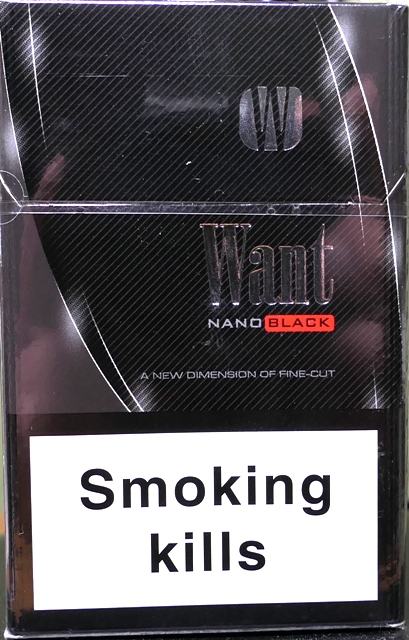 W
Want
NANO BLACK
A NEW DIMENSION OF FINE-CUT
Smoking
kills